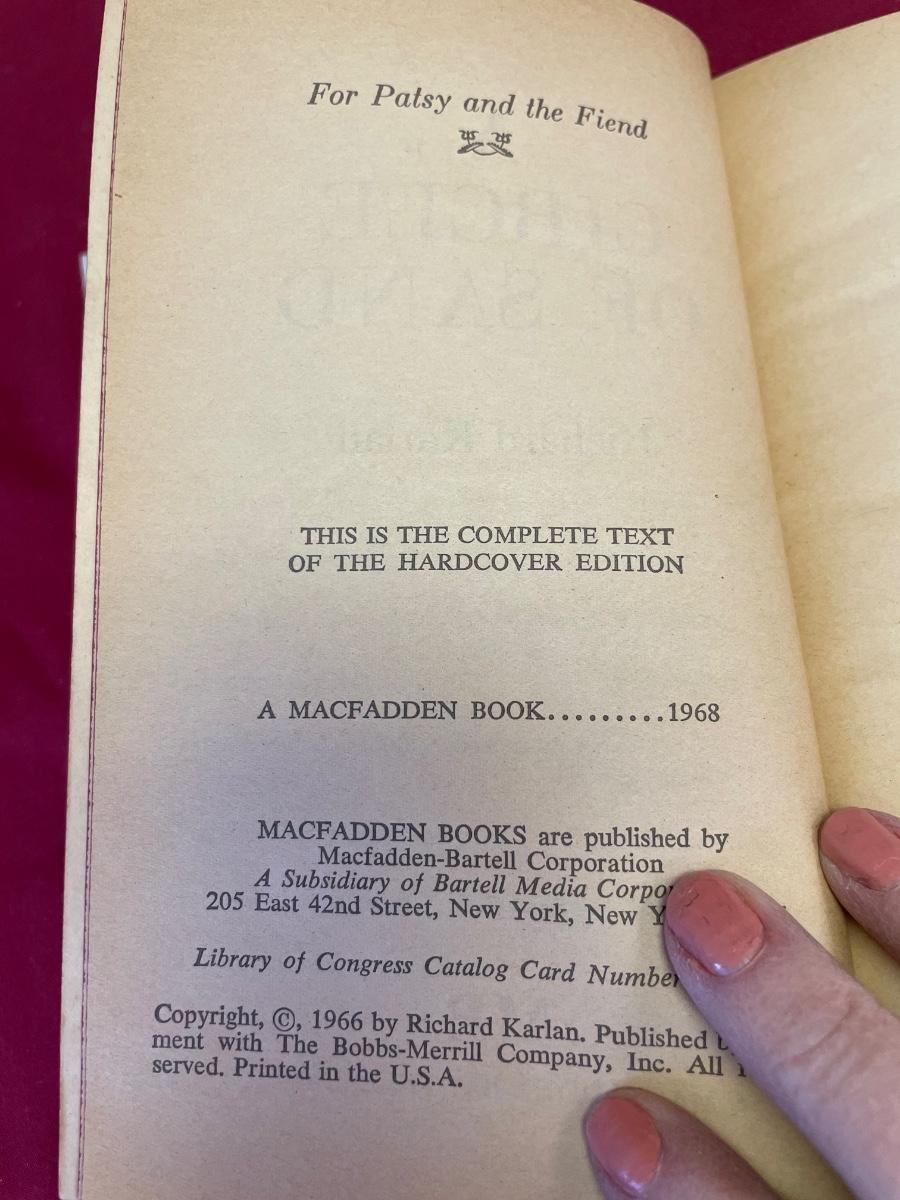 For Patsy and the Fiend
THIS IS THE COMPLETE TEXT
OF THE HARDCOVER EDITION
A MACFADDEN BOOK.........1968
MACFADDEN BOOKS are published by
Macfadden-Bartell Corporation
A Subsidiary of Bartell Media
205 East 42nd Street, New York, New
Library of Congress Catalog Card Number
Copyright, ©, 1966 by Richard Karlan. Published
ment with The Bobbs-Merrill Company, Inc. All
served. Printed in the U.S.A.